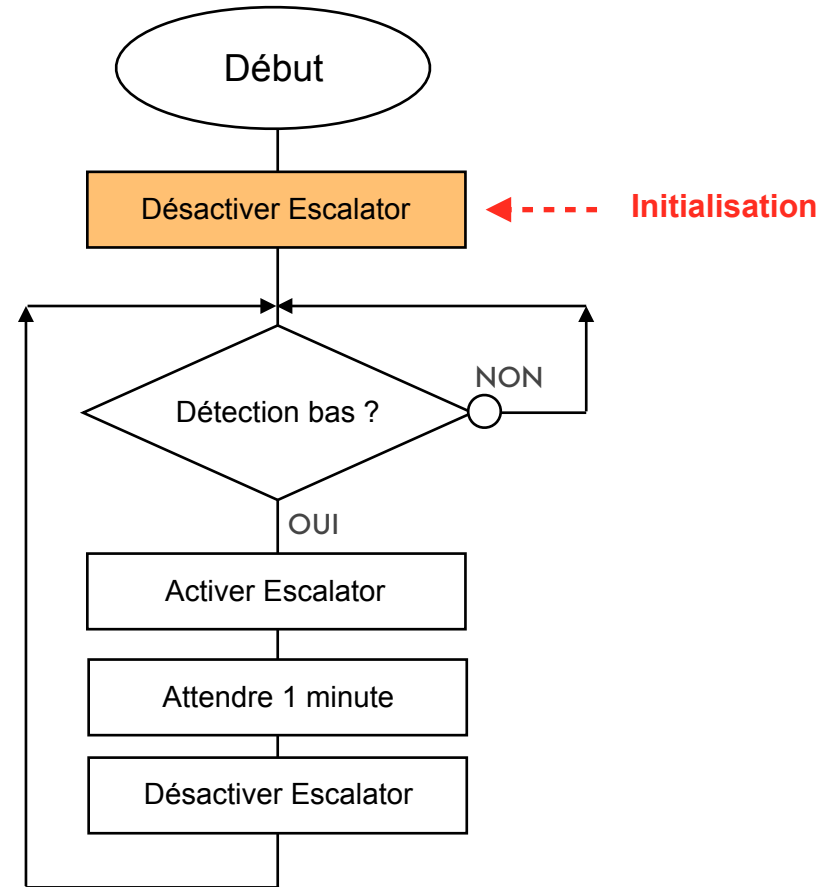 Début
Désactiver Escalator
Initialisation
Détection bas ?
NON
OUI
Activer Escalator
Attendre 1 minute
Désactiver Escalator